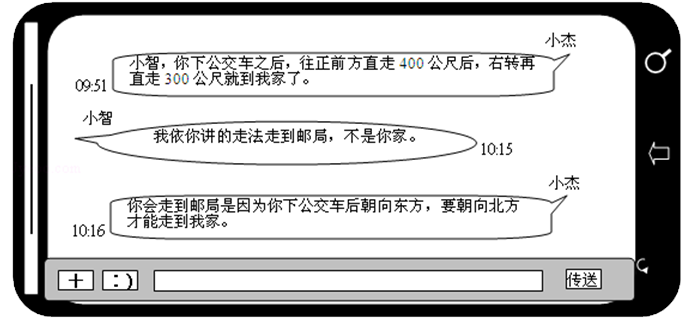 小杰
小智，你下公交车之后，往正前方直走 400 公尺后，右转再
直走 300 公尺就到我家了。
09:51
小智
我依你讲的走法走到邮局，不是你家。
10:15
小杰
你会走到邮局是因为你下公交车后朝向东方，要朝向北方
才能走到我家。
10:16
＋ :) 传送